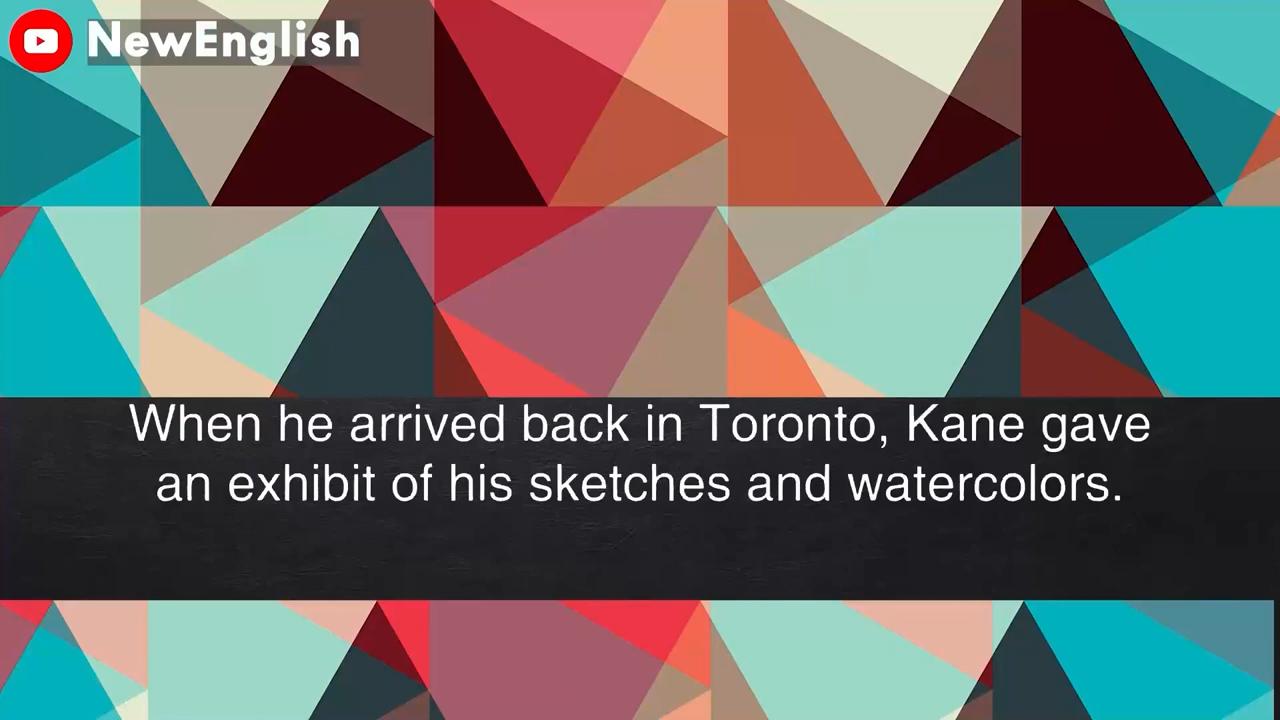 NewEnglish
When he arrived back in Toronto, Kane gave
an exhibit of his sketches and watercolors.